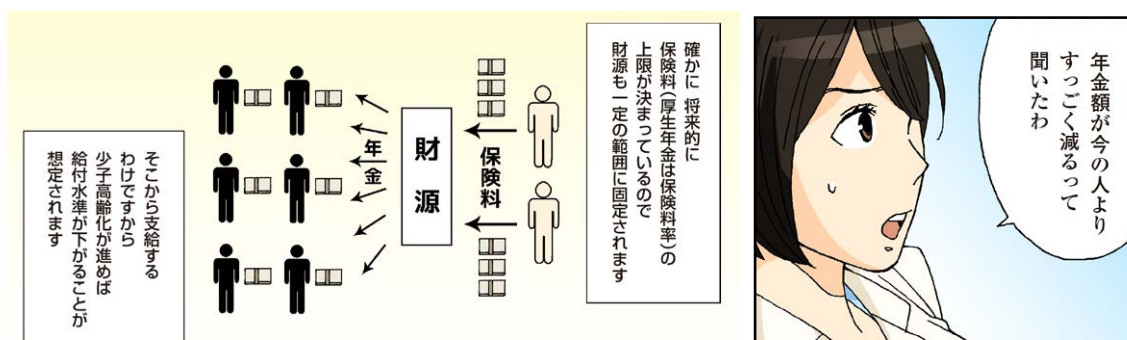 年金額が今の人より
すっごく減るって
聞いたわ
確かに 将来的に
保険料(厚生年金は保険料率)の
上限が決まっているので
財源も一定の範囲に固定されます
保険料
財源
年金
そこから支給する
わけですから
少子高齢化が進めば
給付水準が下がることが
想定されます